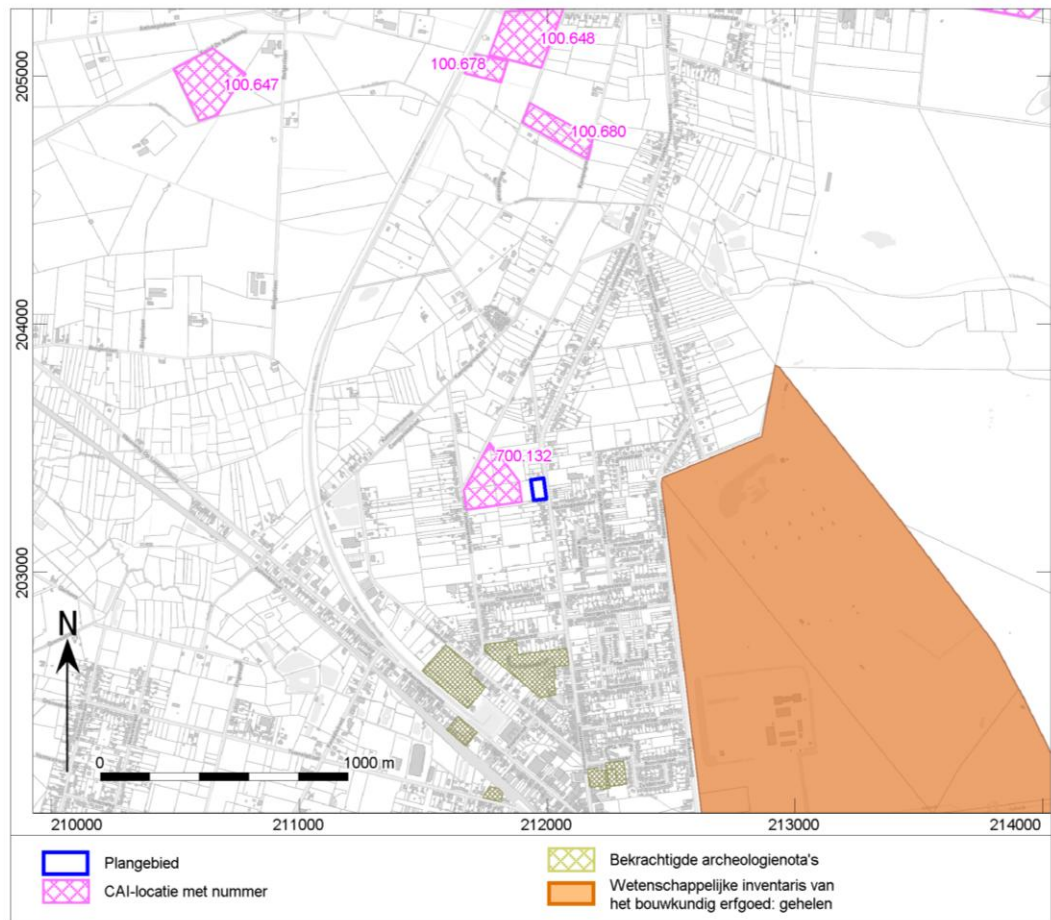 100.648
100.678
100.647
100.680
700.132
205000
204000
203000
N
0 1000 m
210000 211000 212000 213000 214000
Plangebied
CAI-locatie met nummer
Bekrachtigde archeologienota's
Wetenschappelijke inventaris van
het bouwkundig erfgoed: gehelen